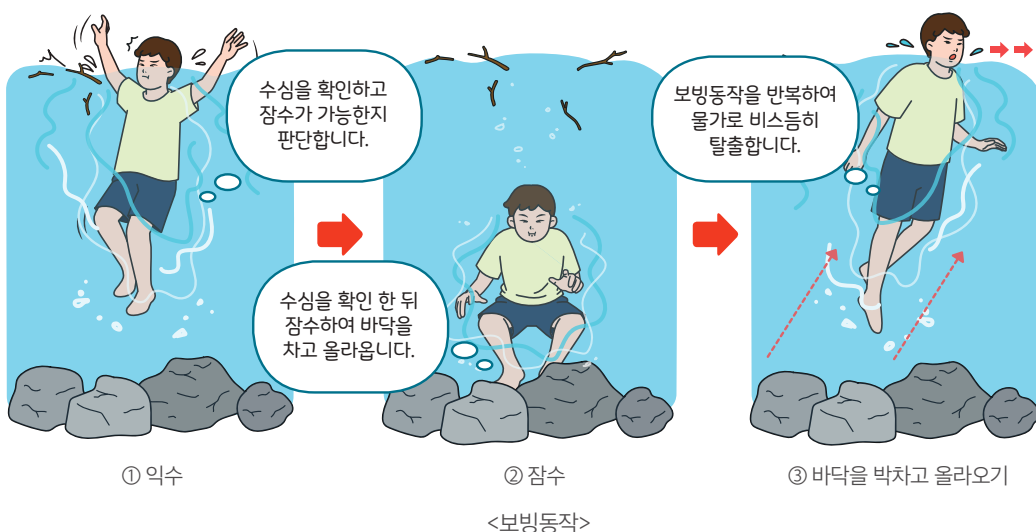 수심을 확인하고
잠수가 가능한지
판단합니다.
수심을 확인 한 뒤
잠수하여 바닥을
차고 올라옵니다.
보빙동작을 반복하여
물가로 비스듬히
탈출합니다.
① 익수
② 잠수
③ 바닥을 박차고 올라오기
<보빙동작>